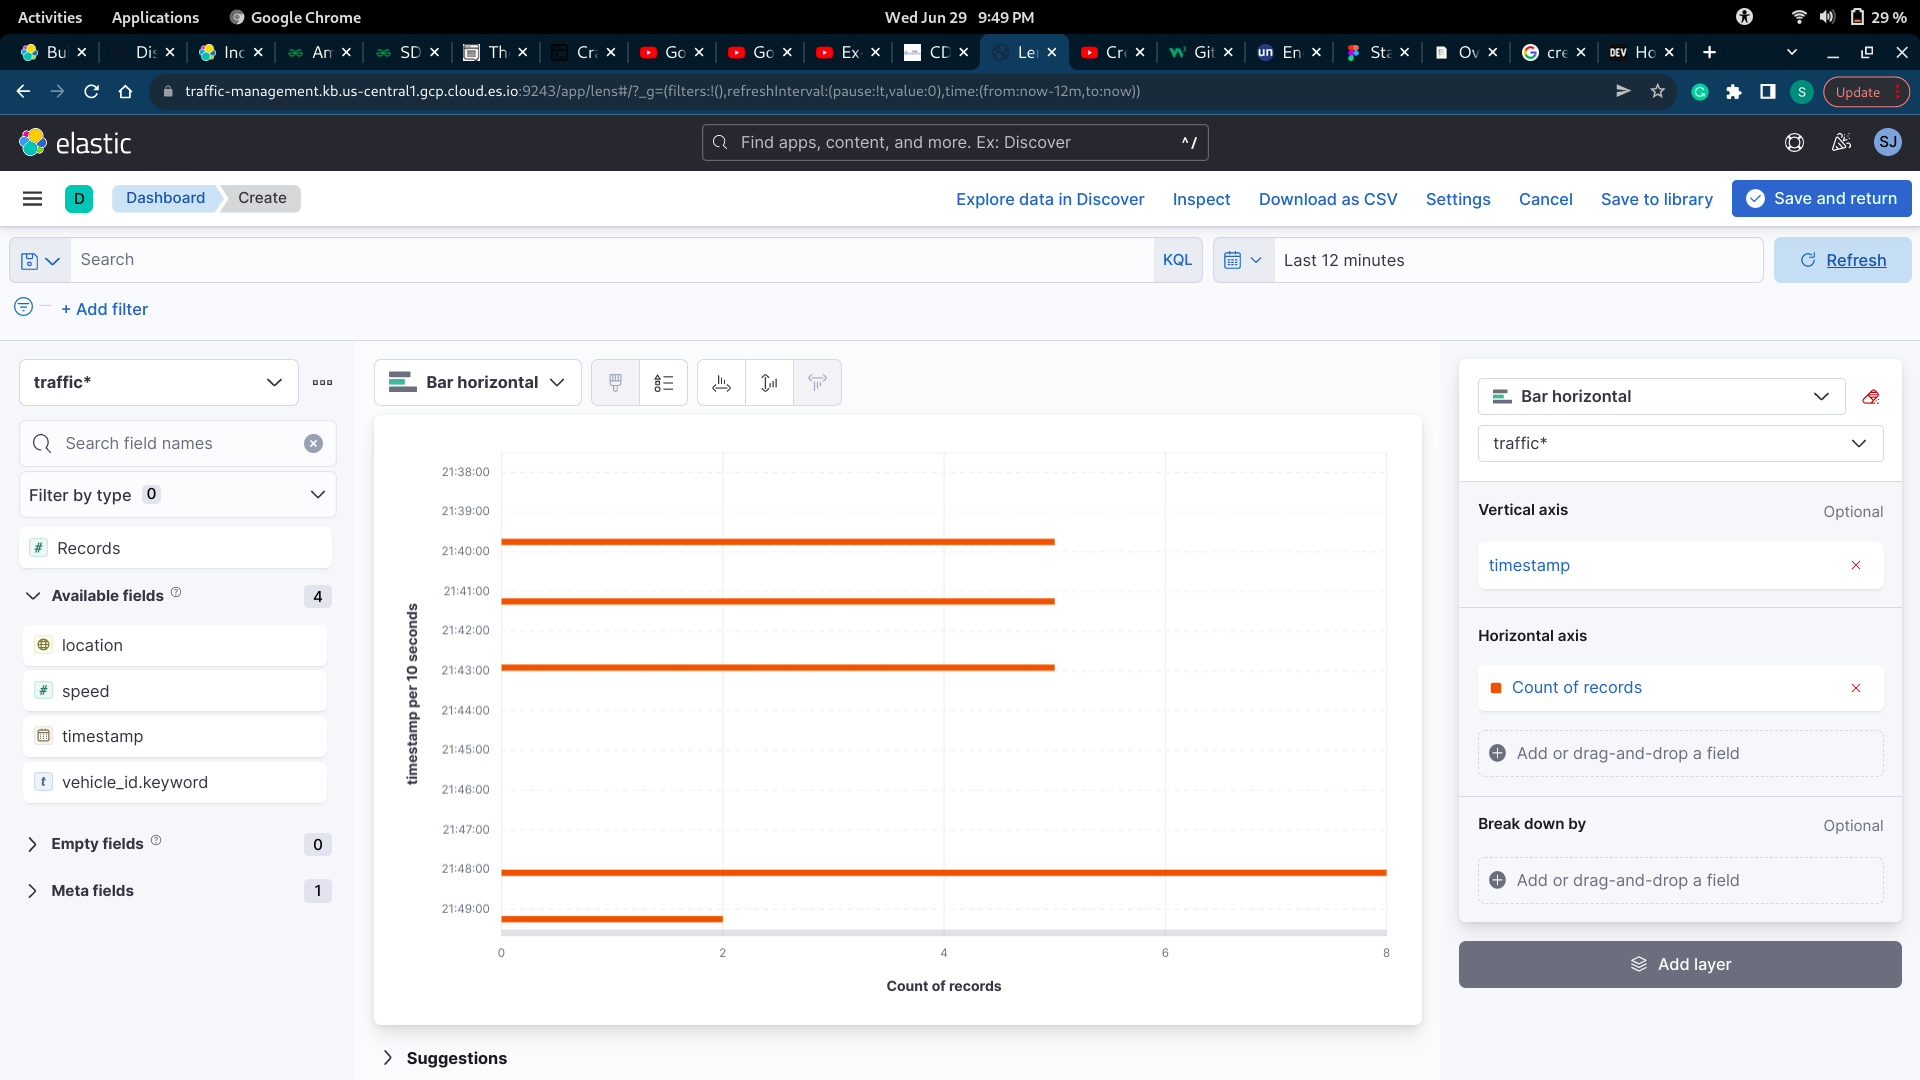 Activities Applications Google Chrome Wed Jun 29 9:49 PM 29 %
Bu Dis Inc Am SD Th Cra Go Go Ex- CD Le Cre Git En Sta Ov cre DEV Ho
traffic-management.kb.us-central1.gcp.cloud.es.io:9243/app/lens#/?_g=(filters:!(),refreshInterval:(pause:!t,value:0),time:(from:now-12m,to:now)) S Update
elastic Find apps, content, and more. Ex: Discover ^/ SJ
D Dashboard Create Explore data in Discover Inspect Download as CSV Settings Cancel Save to library Save and return
Search KQL Last 12 minutes Refresh
+ Add filter
traffic*
Search field names
Filter by type 0
# Records
Available fields 4
location
# speed
timestamp
t vehicle_id.keyword
Empty fields 0
Meta fields 1
Bar horizontal
timestamp per 10 seconds
21:38:00
21:39:00
21:40:00
21:41:00
21:42:00
21:43:00
21:44:00
21:45:00
21:46:00
21:47:00
21:48:00
21:49:00
0 2 4 6 8
Count of records
Suggestions
Bar horizontal
traffic*
Vertical axis Optional
timestamp
Horizontal axis
Count of records
Add or drag-and-drop a field
Break down by Optional
Add or drag-and-drop a field
Add layer